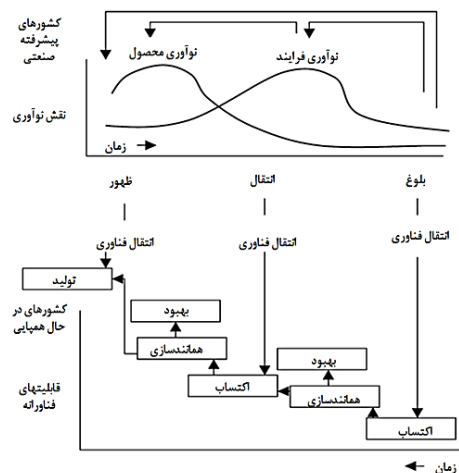 کشورهای
پیشرفته
صنعتی
نوآوری محصول
نوآوری فرایند
نقش نوآوری
زمان
ظهور
انتقال
بلوغ
انتقال فناوری
انتقال فناوری
انتقال فناوری
تولید
کشورهای در
حال همپایی
بهبود
همانندسازی
بهبود
اکتساب
همانندسازی
قابلیتهای
فناورانه
اکتساب
زمان